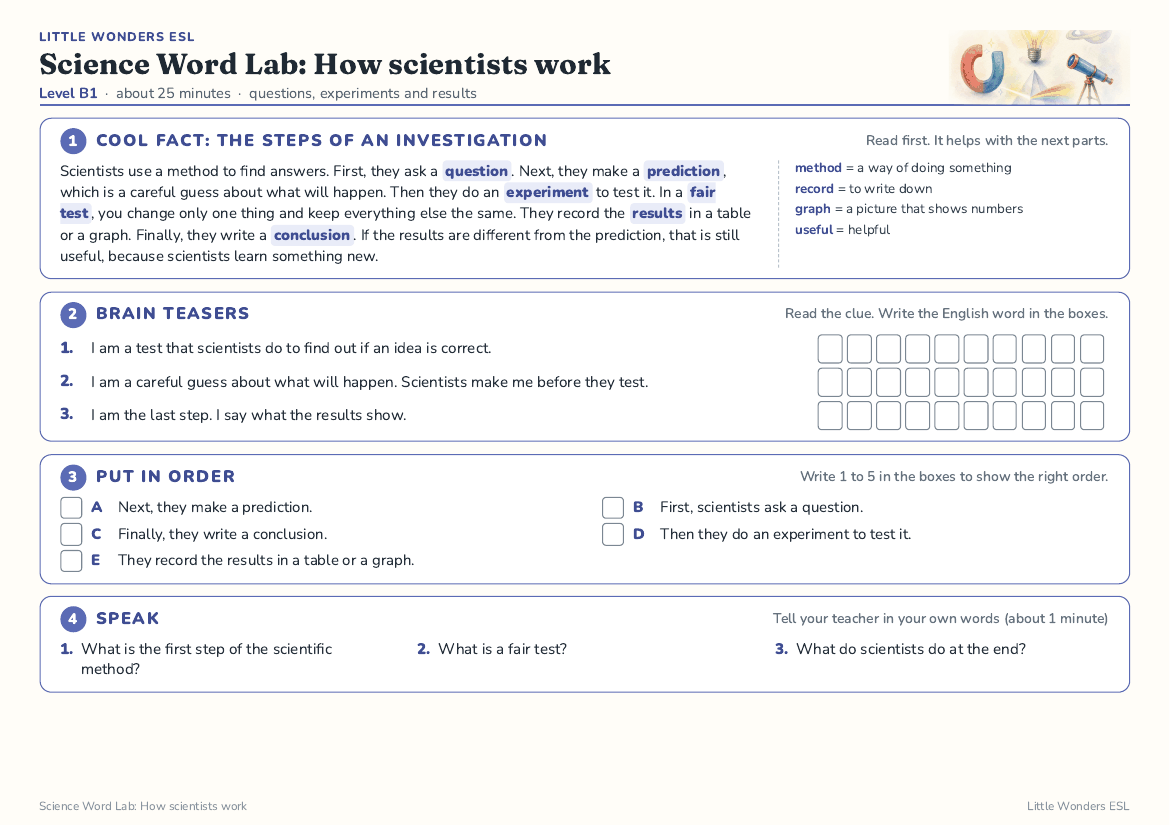 LITTLE WONDERS ESL
Science Word Lab: How scientists work
Level B1 · about 25 minutes · questions, experiments and results
1 COOL FACT: THE STEPS OF AN INVESTIGATION
Read first. It helps with the next parts.
Scientists use a method to find answers. First, they ask a question. Next, they make a prediction,
which is a careful guess about what will happen. Then they do an experiment to test it. In a fair
test, you change only one thing and keep everything else the same. They record the results in a table
or a graph. Finally, they write a conclusion. If the results are different from the prediction, that is still
useful, because scientists learn something new.
method = a way of doing something
record = to write down
graph = a picture that shows numbers
useful = helpful
2 BRAIN TEASERS
Read the clue. Write the English word in the boxes.
1. I am a test that scientists do to find out if an idea is correct.
2. I am a careful guess about what will happen. Scientists make me before they test.
3. I am the last step. I say what the results show.
3 PUT IN ORDER
Write 1 to 5 in the boxes to show the right order.
A Next, they make a prediction.
B First, scientists ask a question.
C Finally, they write a conclusion.
D Then they do an experiment to test it.
E They record the results in a table or a graph.
4 SPEAK
Tell your teacher in your own words (about 1 minute)
1. What is the first step of the scientific
method?
2. What is a fair test?
3. What do scientists do at the end?
Science Word Lab: How scientists work
Little Wonders ESL